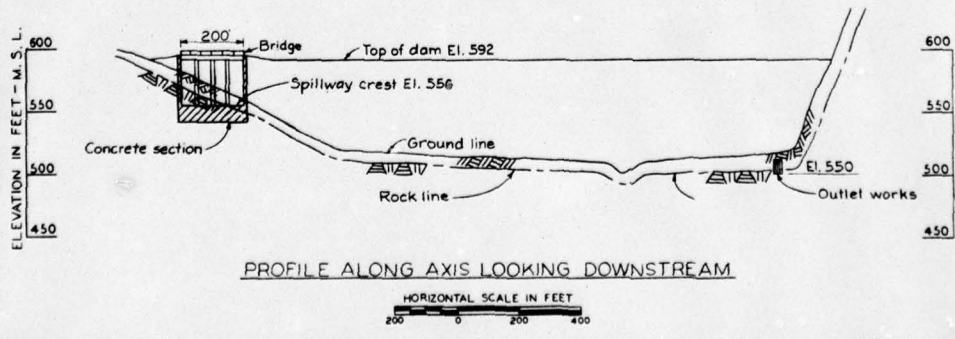 200'
Bridge
Top of dam El. 592
Spillway crest El. 556
Concrete section
Ground line
Rock line
El. 550
Outlet works
ELEVATION IN FEET - M. S. L.
600
550
500
450
600
550
500
450
PROFILE ALONG AXIS LOOKING DOWNSTREAM
HORIZONTAL SCALE IN FEET
200 0 200 400